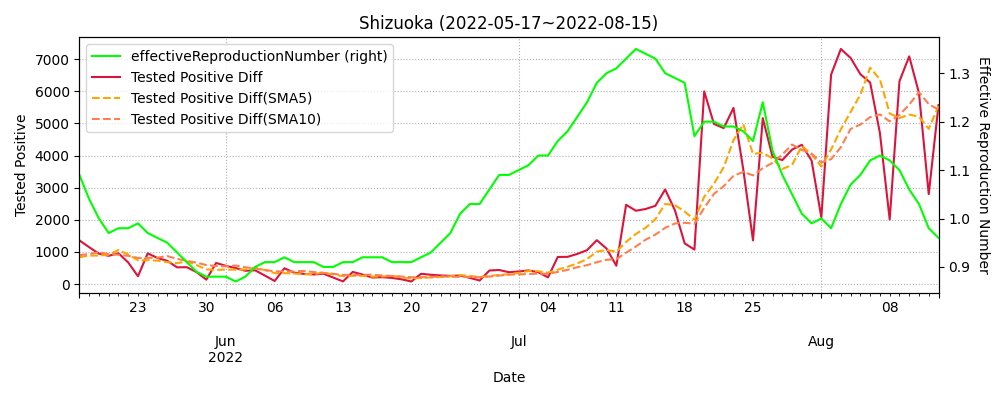 Shizuoka (2022-05-17~2022-08-15)
effectiveReproductionNumber (right)
Tested Positive Diff
Tested Positive Diff(SMA5)
Tested Positive Diff(SMA10)
Tested Positive
7000
6000
5000
4000
3000
2000
1000
0
Effective Reproduction Number
1.3
1.2
1.1
1.0
0.9
23 30 06 13 20 27 04 11 18 25 08
Jun Jul Aug
2022
Date